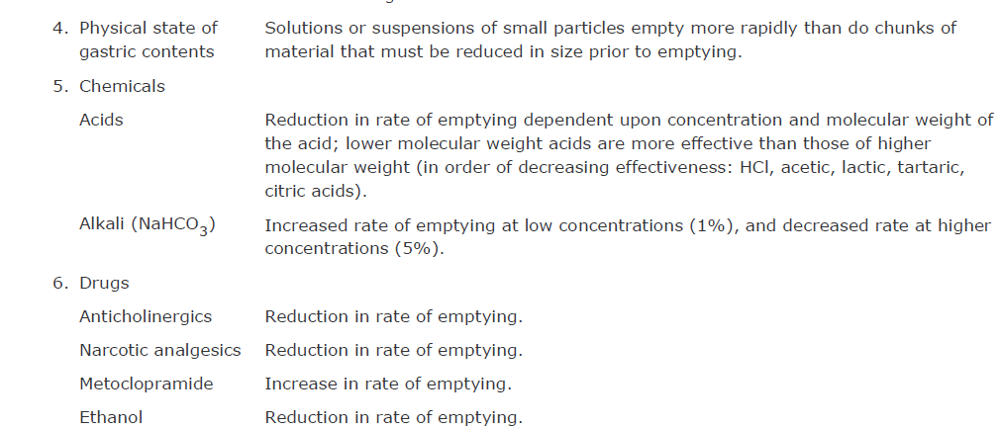 4. Physical state of gastric contents
Solutions or suspensions of small particles empty more rapidly than do chunks of
material that must be reduced in size prior to emptying.
5. Chemicals
Acids
Reduction in rate of emptying dependent upon concentration and molecular weight of
the acid; lower molecular weight acids are more effective than those of higher
molecular weight (in order of decreasing effectiveness: HCl, acetic, lactic, tartaric,
citric acids).
Alkali (NaHCO₃)
Increased rate of emptying at low concentrations (1%), and decreased rate at higher
concentrations (5%).
6. Drugs
Anticholinergics Reduction in rate of emptying.
Narcotic analgesics Reduction in rate of emptying.
Metoclopramide Increase in rate of emptying.
Ethanol Reduction in rate of emptying.